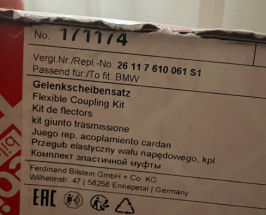 No. 171174
Vergl.Nr./Repl.-No 26 11 7 610 061 S1
Passend fur./To fit: BMW
Gelenkscheibensatz
Flexible Coupling Kit
Kit de flectors
kit giunto trasmissione
Juego rep. acoplamiento cardan
Przegub elastyczny wału napędowego, kpl
Комплект эластичной муфты
Ferdinand Bilstein GmbH + Co. KG
Wilhelmstr. 47 | 58256 Ennepetal | Germany
EAC